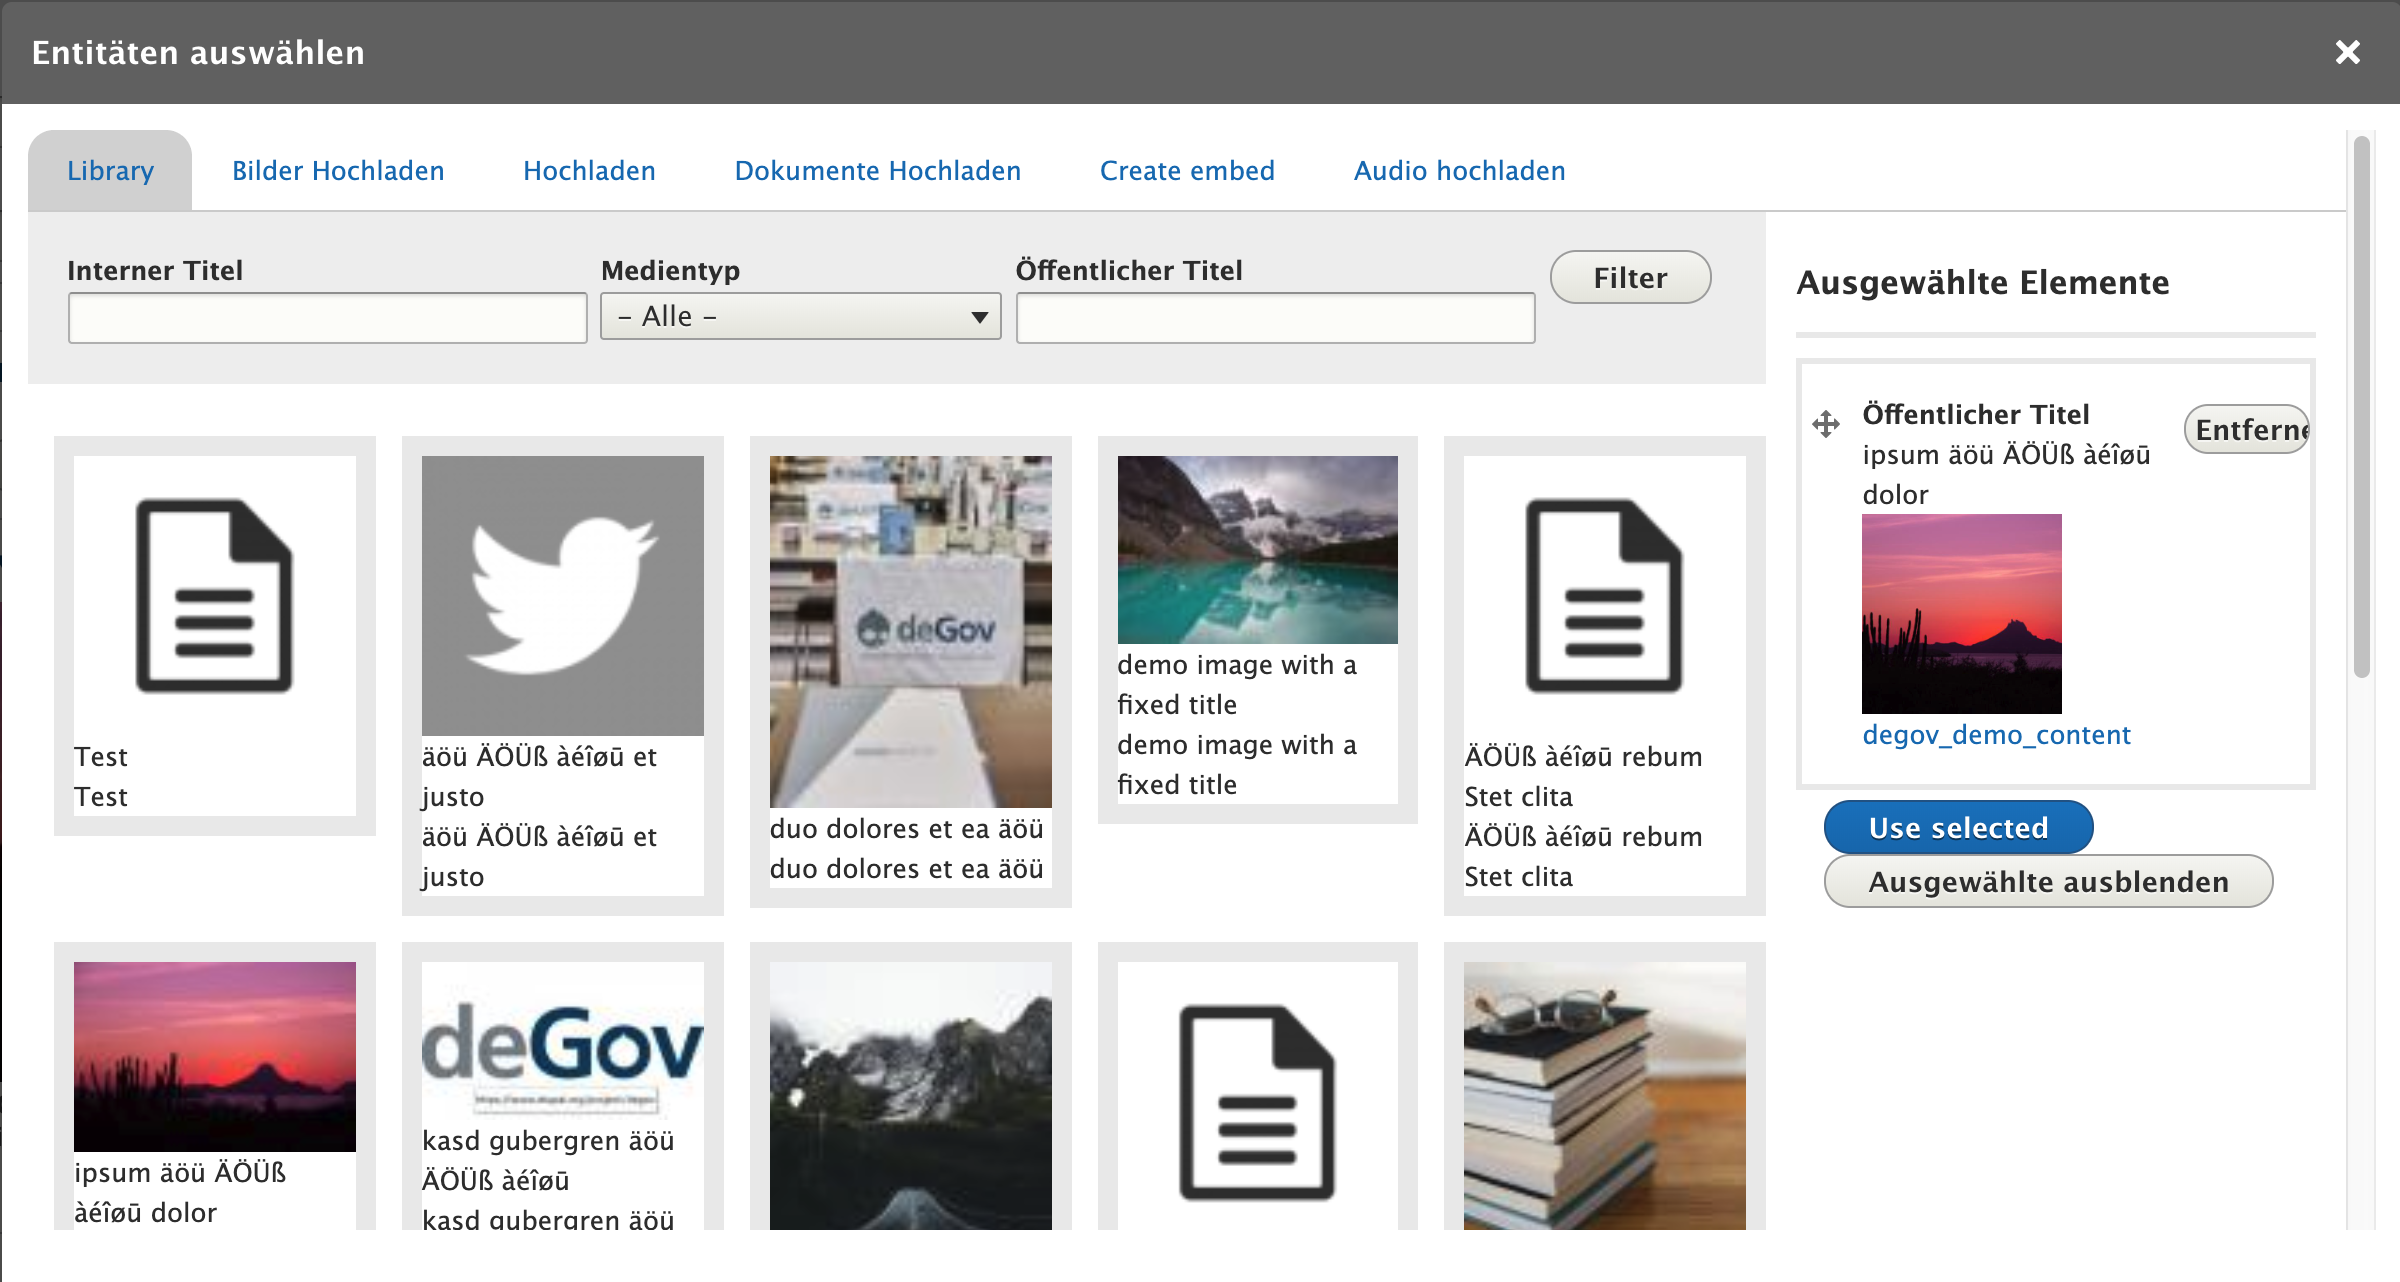 Entitäten auswählen
Library
Bilder Hochladen
Hochladen
Dokumente Hochladen
Create embed
Audio hochladen
Interner Titel
Medientyp
Öffentlicher Titel
Filter
– Alle –
Test
Test
äöü ÄÖÜß àéîøū et
justo
äöü ÄÖÜß àéîøū et
justo
deGov
duo dolores et ea äöü
duo dolores et ea äöü
demo image with a
fixed title
demo image with a
fixed title
ÄÖÜß àéîøū rebum
Stet clita
ÄÖÜß àéîøū rebum
Stet clita
ipsum äöü ÄÖÜß
àéîøū dolor
deGov
kasd gubergren äöü
ÄÖÜß àéîøū
kasd gubergren äöü
Ausgewählte Elemente
Öffentlicher Titel
Entferne
ipsum äöü ÄÖÜß àéîøū
dolor
degov_demo_content
Use selected
Ausgewählte ausblenden